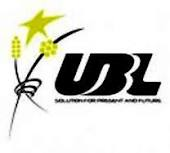 UBL
SOLUTION FOR PRESENT AND FUTURE